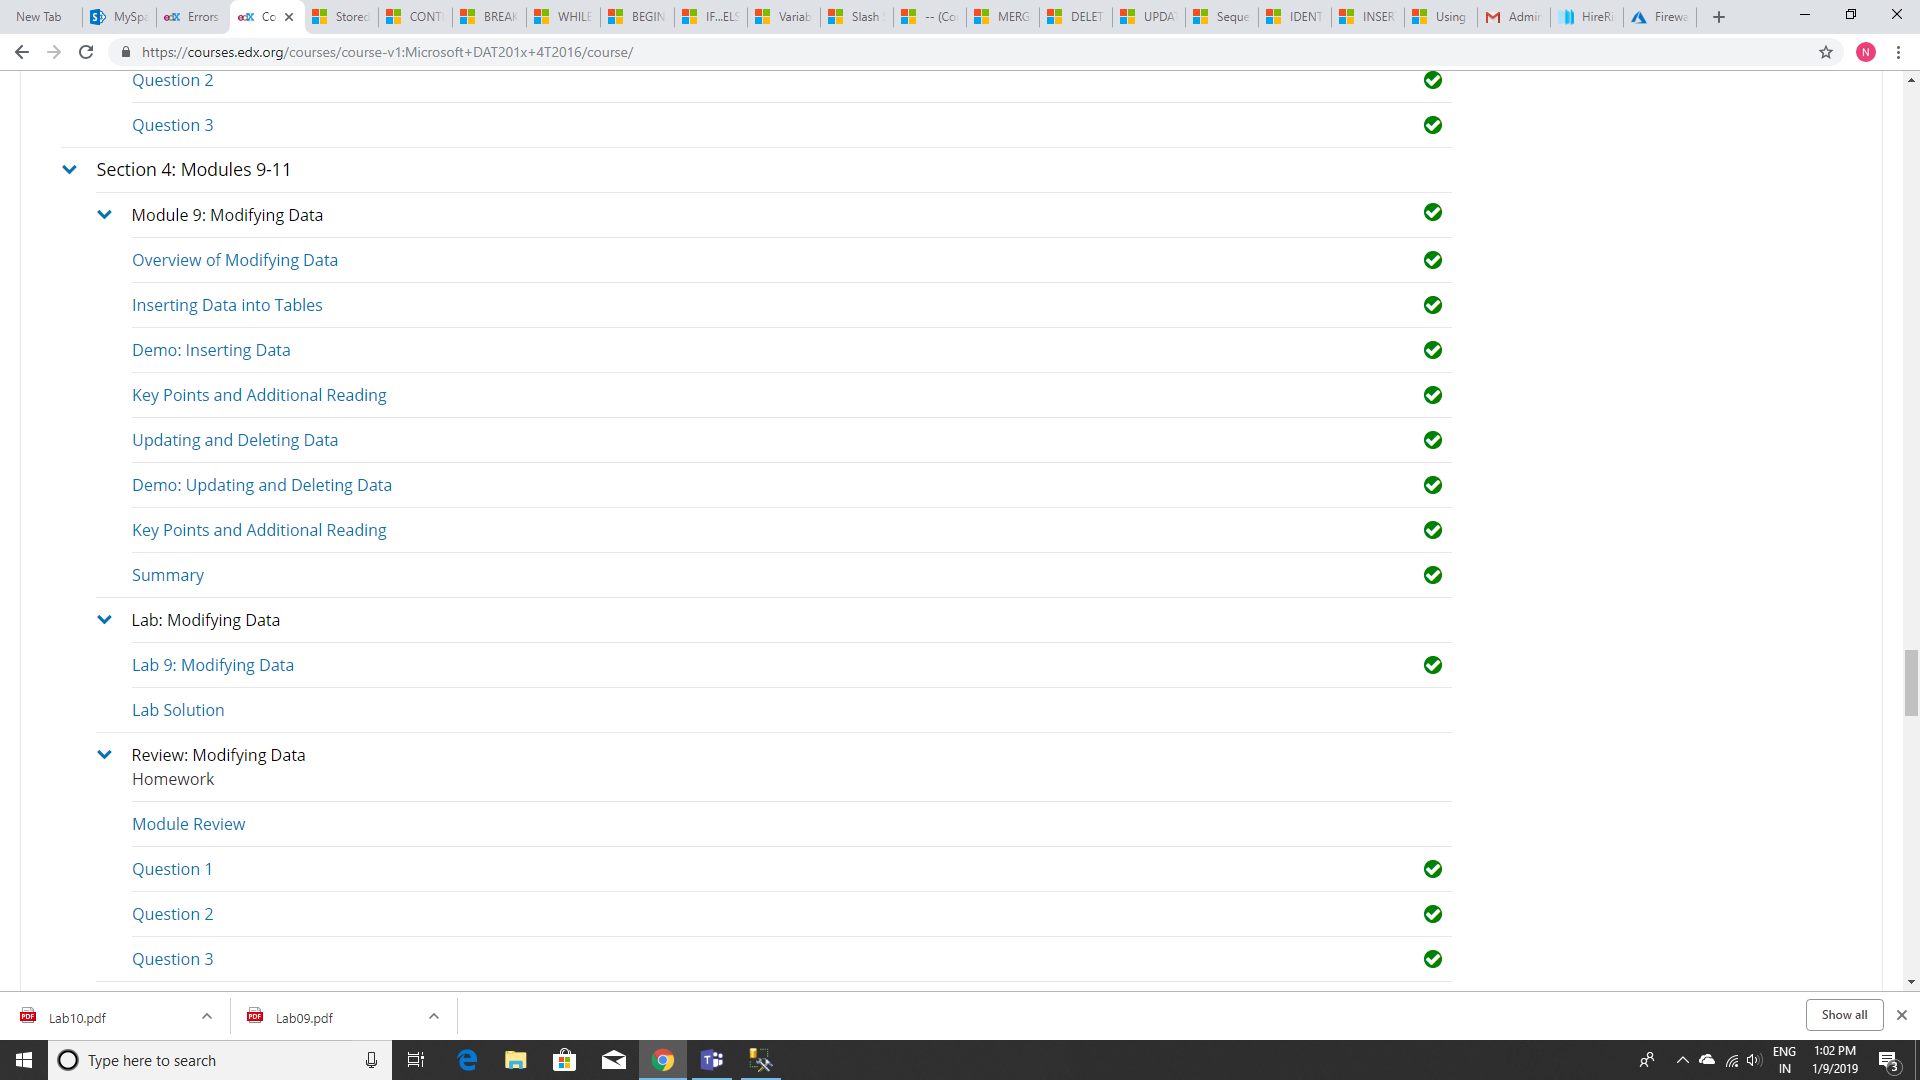 New Tab
MySpa
Errors
Co
Stored
CONTI
BREAK
WHILE
BEGIN
IF...ELS
Variab
Slash
-- (Co
MERG
DELET
UPDA
Seque
IDENT
INSER
Using
Admin
HireRi
Firewa
https://courses.edx.org/courses/course-v1:Microsoft+DAT201x+4T2016/course/
N
Question 2
Question 3
Section 4: Modules 9-11
Module 9: Modifying Data
Overview of Modifying Data
Inserting Data into Tables
Demo: Inserting Data
Key Points and Additional Reading
Updating and Deleting Data
Demo: Updating and Deleting Data
Key Points and Additional Reading
Summary
Lab: Modifying Data
Lab 9: Modifying Data
Lab Solution
Review: Modifying Data
Homework
Module Review
Question 1
Question 2
Question 3
Lab10.pdf
Lab09.pdf
Show all
Type here to search
ENG
IN
1:02 PM
1/9/2019
3